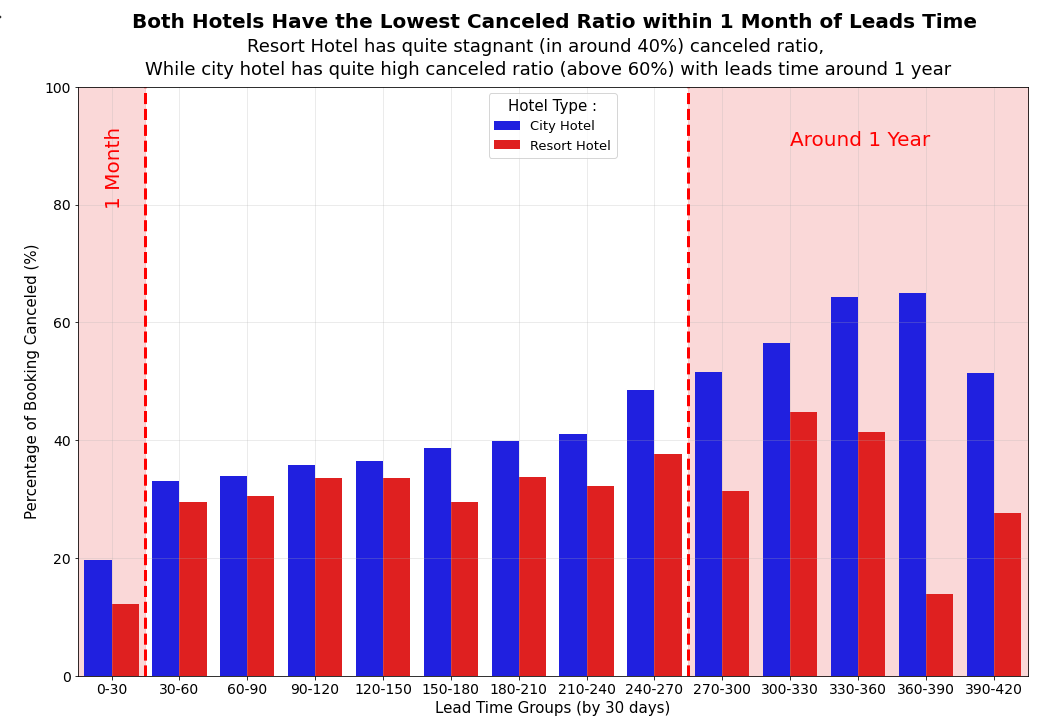 Both Hotels Have the Lowest Canceled Ratio within 1 Month of Leads Time
Resort Hotel has quite stagnant (in around 40%) canceled ratio,
While city hotel has quite high canceled ratio (above 60%) with leads time around 1 year
Hotel Type :
City Hotel
Resort Hotel
1 Month
Around 1 Year
Percentage of Booking Canceled (%)
100
80
60
40
20
0
0-30 30-60 60-90 90-120 120-150 150-180 180-210 210-240 240-270 270-300 300-330 330-360 360-390 390-420
Lead Time Groups (by 30 days)